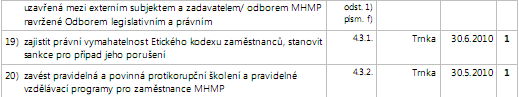 uzavřená mezi externím subjektem a zadavatelem/ odborem MHMP odst. 1)
ravržené Odborem legislativním a právním písm. f)
19) zajistit právní vymahatelnost Etického kodexu zaměstnanců, stanovit 4.3.1. Trnka 30.6.2010 1
sankce pro případ jeho porušení
20) zavést pravidelná a povinná protikorupční školení a pravidelné 4.3.2. Trnka 30.5.2010 1
vzdělávací programy pro zaměstnance MHMP